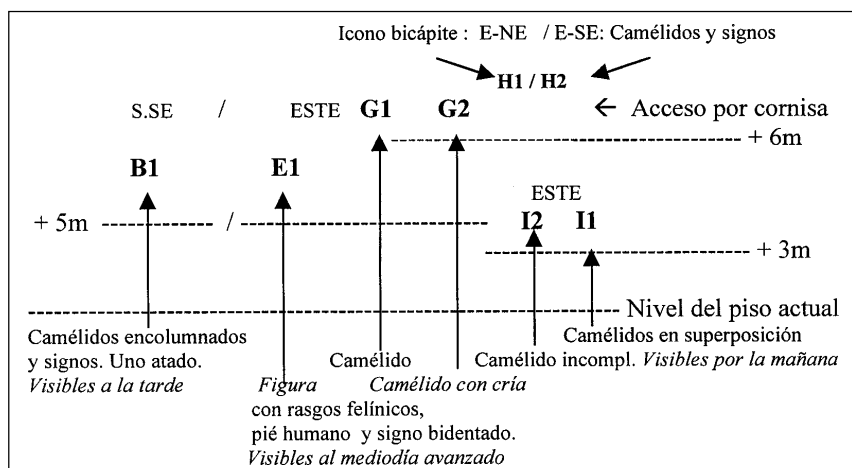 Icono bicápite : E-NE / E-SE: Camélidos y signos
H1 / H2
S.SE / ESTE G1 G2 ← Acceso por cornisa
+ 6m
B1 E1
ESTE
+ 5m / I2 I1
+ 3m
Nivel del piso actual
Camélidos encolumnados
y signos. Uno atado.
Visibles a la tarde
Figura
con rasgos felínicos,
pié humano y signo bidentado.
Visibles al mediodía avanzado
Camélido
Camélido con cría
Camélido incompl.
Camélidos en superposición
Visibles por la mañana